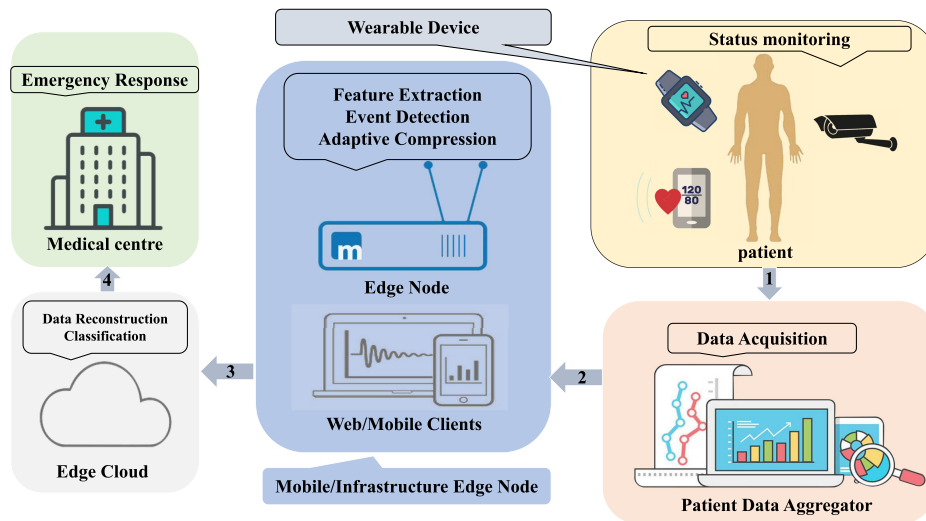 Wearable Device
Status monitoring
120
80
patient
1
Data Acquisition
Patient Data Aggregator
2
Feature Extraction
Event Detection
Adaptive Compression
m
Edge Node
Web/Mobile Clients
Mobile/Infrastructure Edge Node
3
Data Reconstruction
Classification
Edge Cloud
4
Emergency Response
Medical centre